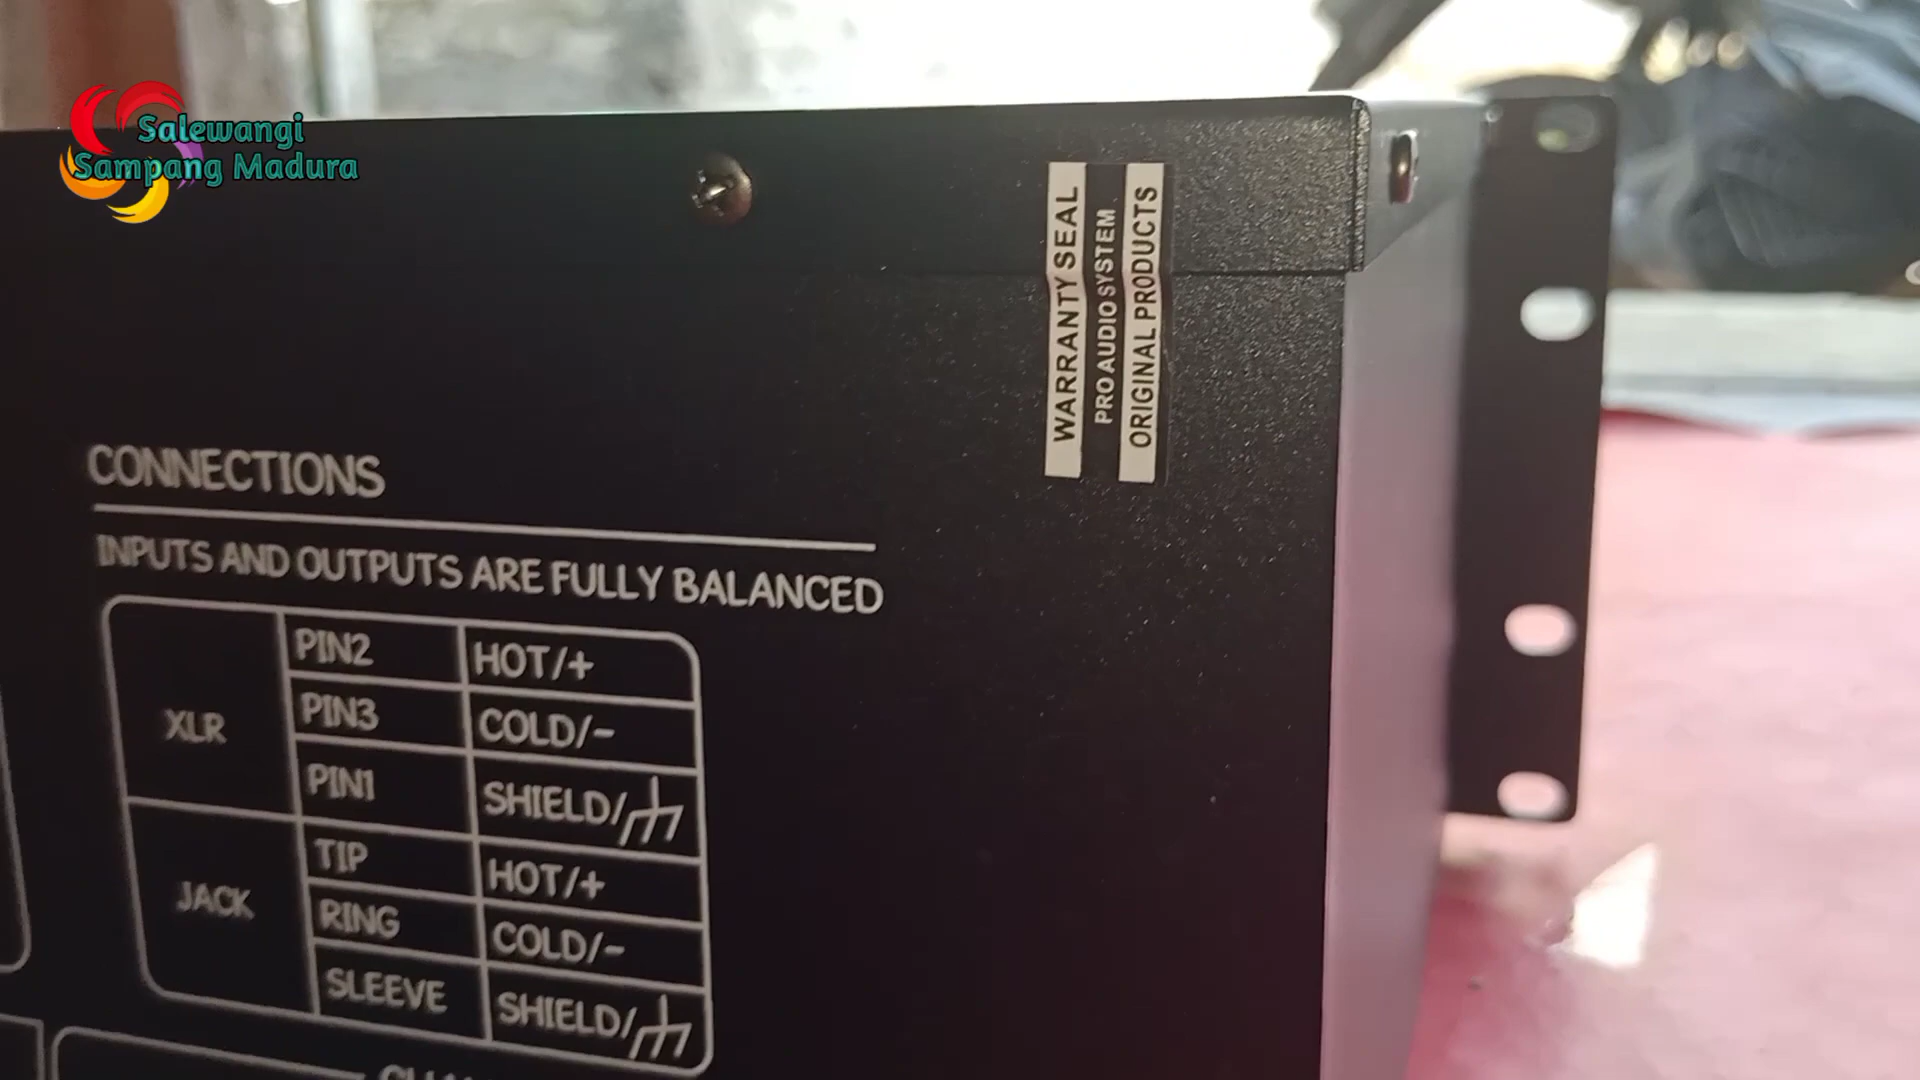 Salewangi
Sampang Madura
WARRANTY SEAL
PRO AUDIO SYSTEM
ORIGINAL PRODUCTS
CONNECTIONS
INPUTS AND OUTPUTS ARE FULLY BALANCED
XLR
PIN2 HOT/+
PIN3 COLD/-
PIN1 SHIELD/
JACK
TIP HOT/+
RING COLD/-
SLEEVE SHIELD/